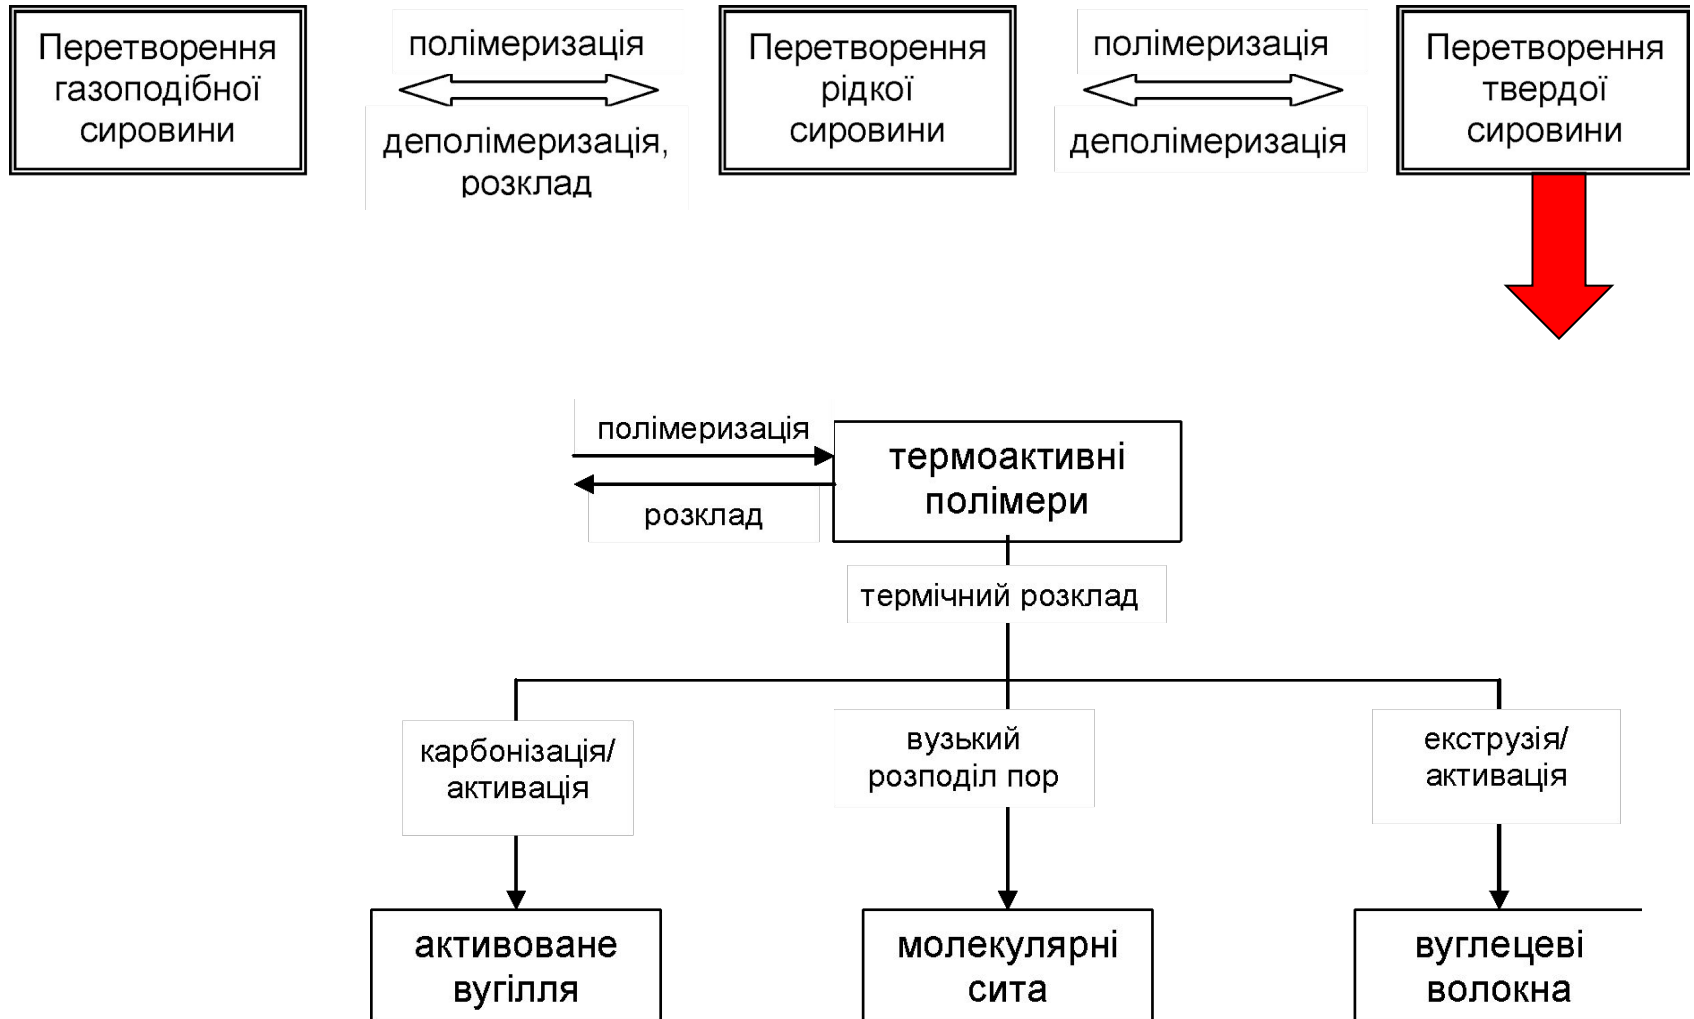 Перетворення
газоподібної
сировини
полімеризація
деполімеризація,
розклад
Перетворення
рідкої
сировини
полімеризація
деполімеризація
Перетворення
твердої
сировини
полімеризація
розклад
термоактивні
полімери
термічний розклад
карбонізація/
активація
вузький
розподіл пор
екструзія/
активація
активоване
вугілля
молекулярні
сита
вуглецеві
волокна